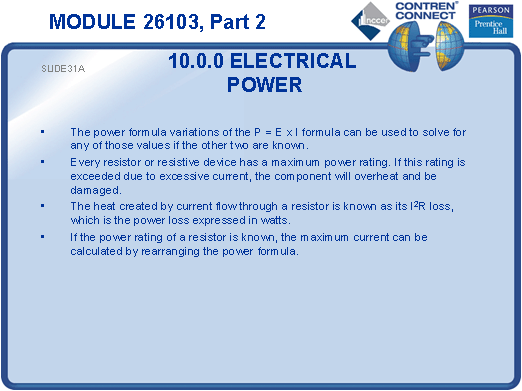 MODULE 26103, Part 2
nccer
CONTREN®
CONNECT
PEARSON
Prentice
Hall
SLIDE 31A
10.0.0 ELECTRICAL
POWER
• The power formula variations of the P = E x I formula can be used to solve for
any of those values if the other two are known.
• Every resistor or resistive device has a maximum power rating. If this rating is
exceeded due to excessive current, the component will overheat and be
damaged.
• The heat created by current flow through a resistor is known as its I²R loss,
which is the power loss expressed in watts.
• If the power rating of a resistor is known, the maximum current can be
calculated by rearranging the power formula.